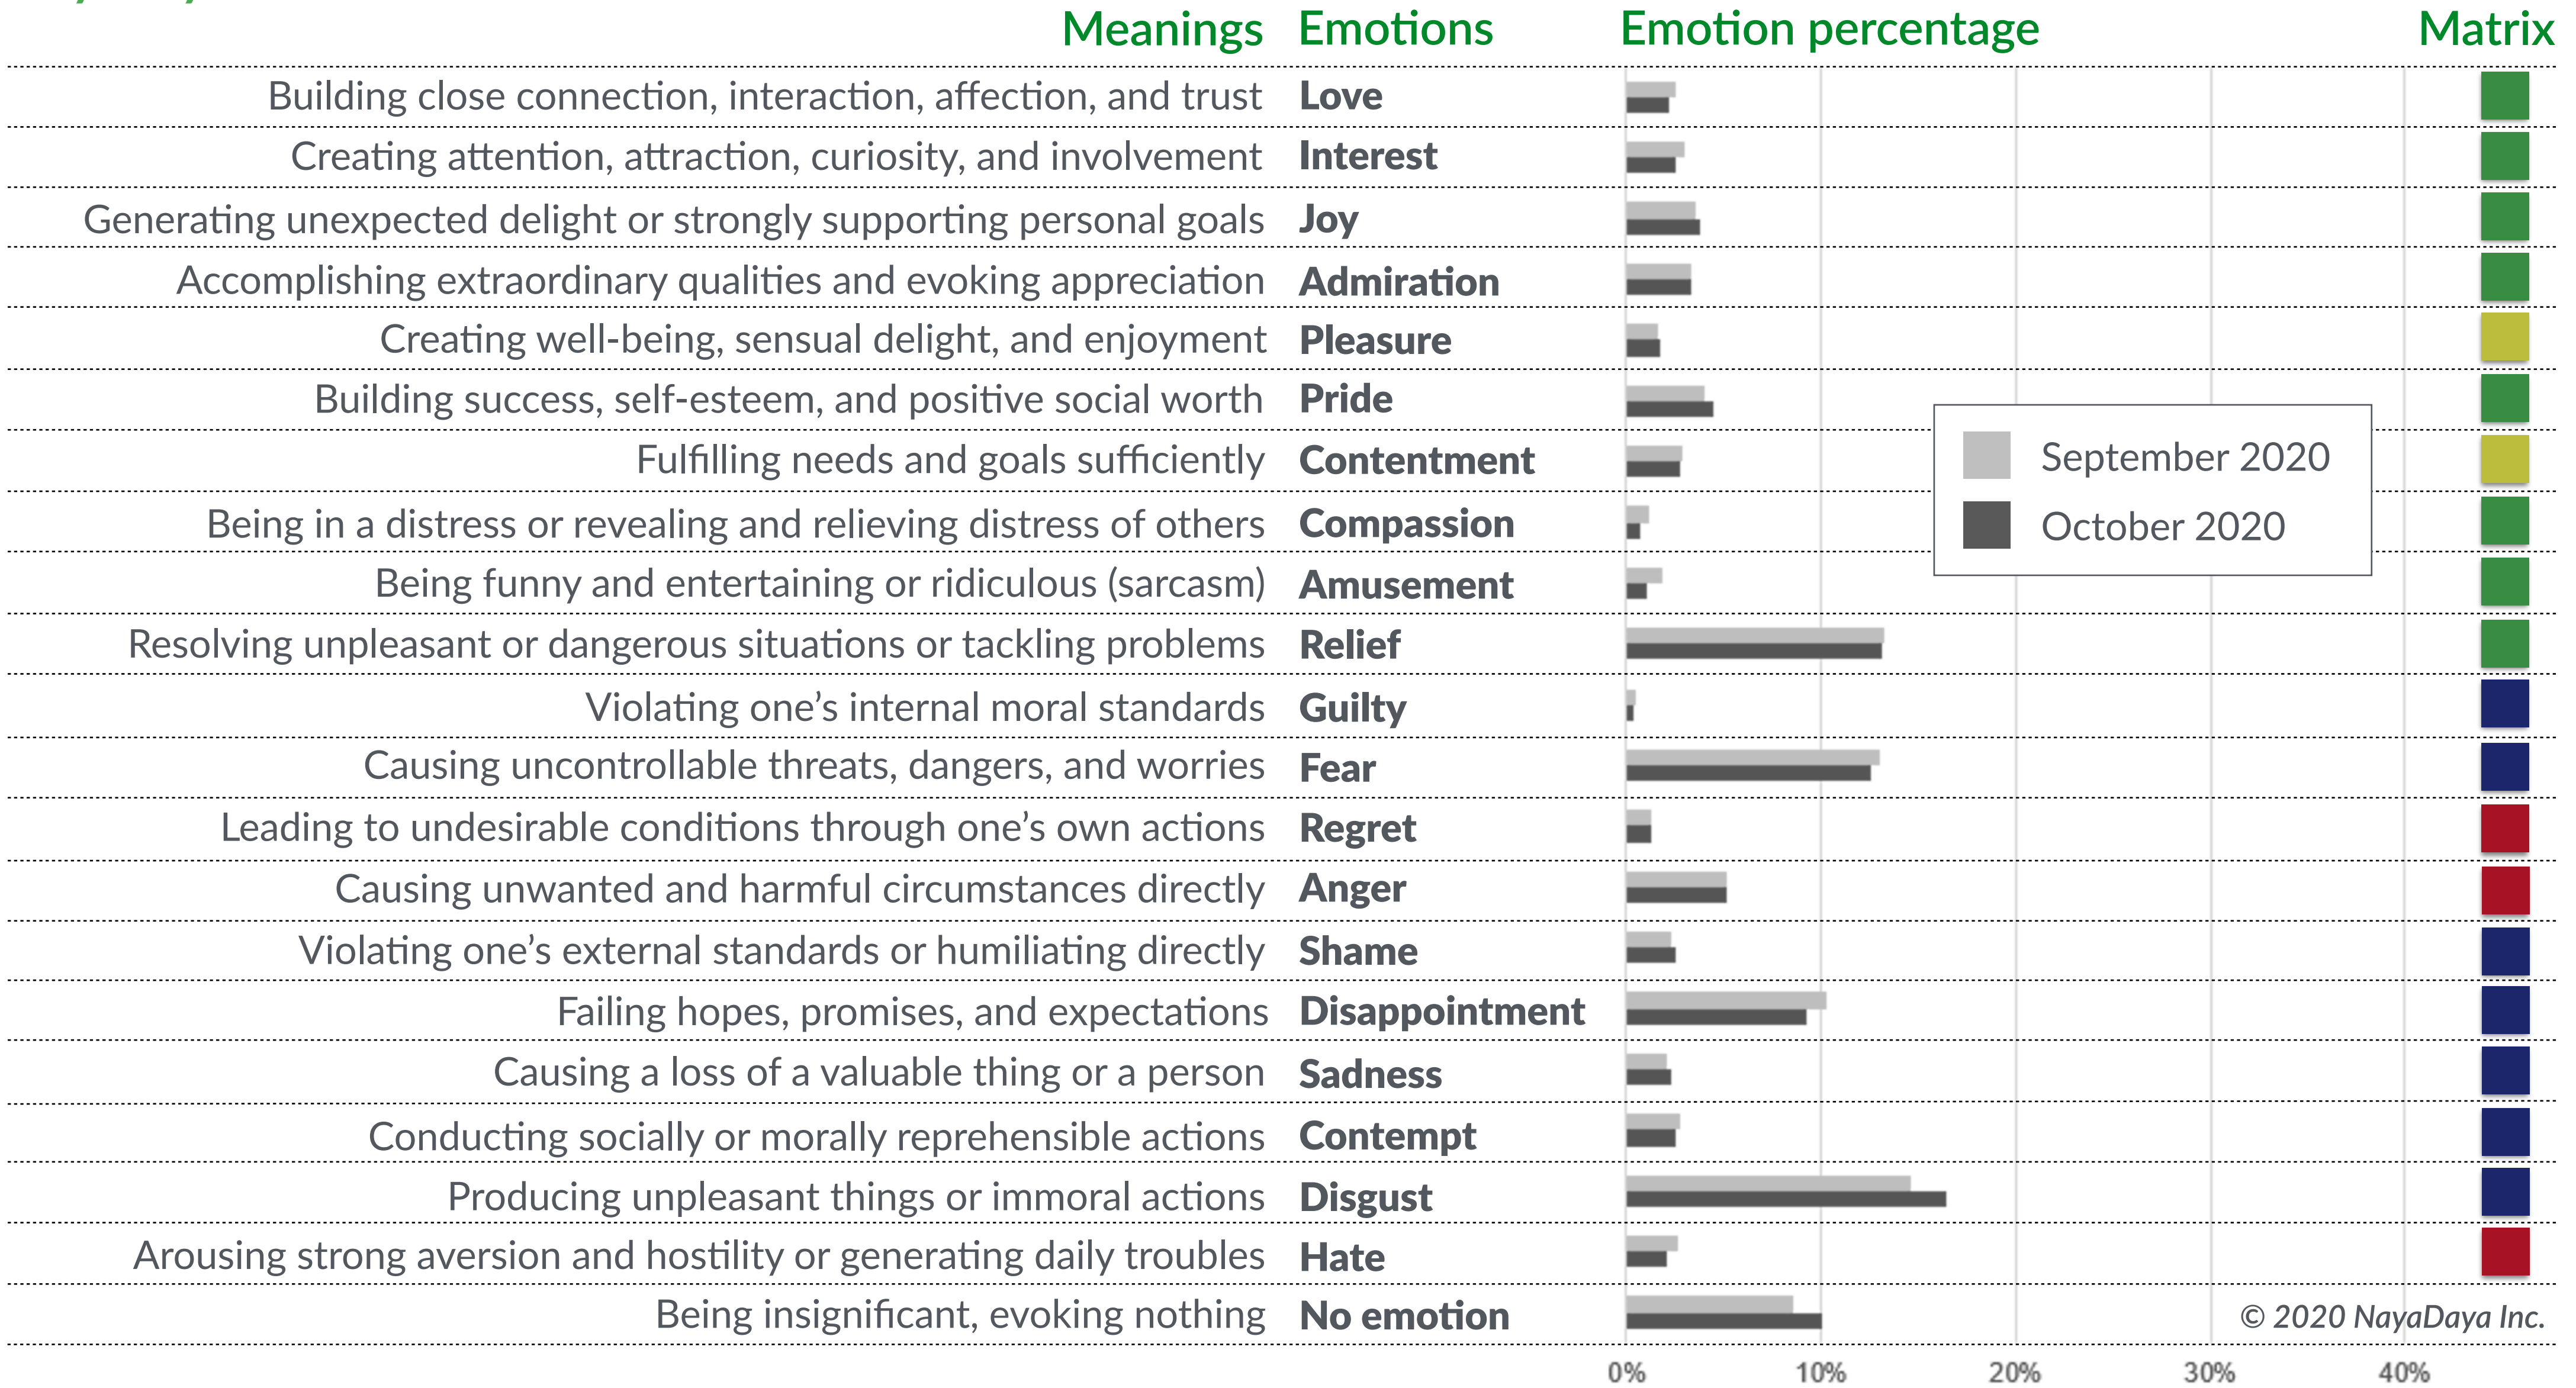 Meanings Emotions Emotion percentage Matrix
Building close connection, interaction, affection, and trust Love
Creating attention, attraction, curiosity, and involvement Interest
Generating unexpected delight or strongly supporting personal goals Joy
Accomplishing extraordinary qualities and evoking appreciation Admiration
Creating well-being, sensual delight, and enjoyment Pleasure
Building success, self-esteem, and positive social worth Pride
Fulfilling needs and goals sufficiently Contentment
September 2020
Being in a distress or revealing and relieving distress of others Compassion
October 2020
Being funny and entertaining or ridiculous (sarcasm) Amusement
Resolving unpleasant or dangerous situations or tackling problems Relief
Violating one’s internal moral standards Guilty
Causing uncontrollable threats, dangers, and worries Fear
Leading to undesirable conditions through one’s own actions Regret
Causing unwanted and harmful circumstances directly Anger
Violating one’s external standards or humiliating directly Shame
Failing hopes, promises, and expectations Disappointment
Causing a loss of a valuable thing or a person Sadness
Conducting socially or morally reprehensible actions Contempt
Producing unpleasant things or immoral actions Disgust
Arousing strong aversion and hostility or generating daily troubles Hate
Being insignificant, evoking nothing No emotion
© 2020 NayaDaya Inc.
0% 10% 20% 30% 40%